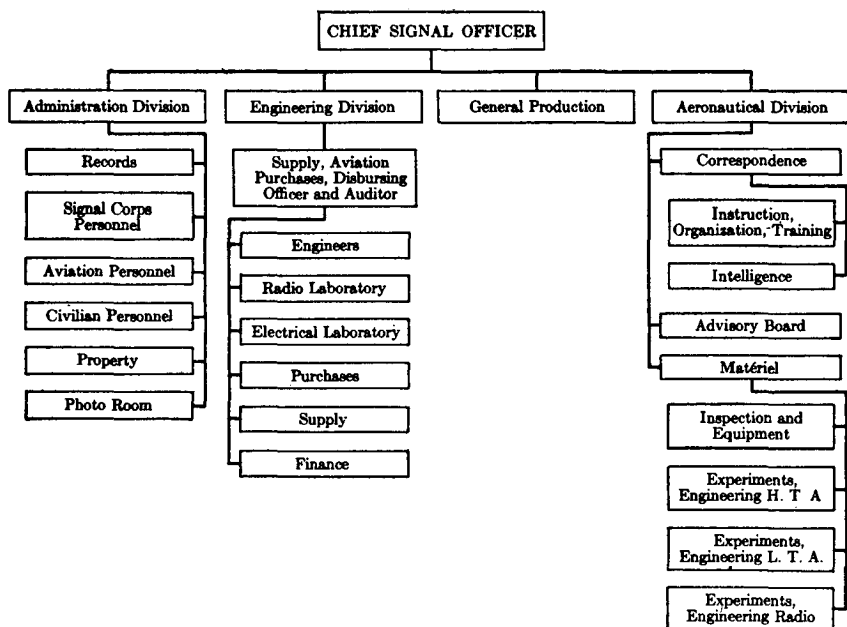 CHIEF SIGNAL OFFICER
Administration Division
Engineering Division
General Production
Aeronautical Division
Records
Signal Corps
Personnel
Aviation Personnel
Civilian Personnel
Property
Photo Room
Supply, Aviation
Purchases, Disbursing
Officer and Auditor
Engineers
Radio Laboratory
Electrical Laboratory
Purchases
Supply
Finance
Correspondence
Instruction,
Organization, Training
Intelligence
Advisory Board
Matériel
Inspection and
Equipment
Experiments,
Engineering H. T A
Experiments,
Engineering L. T. A.
Experiments,
Engineering Radio